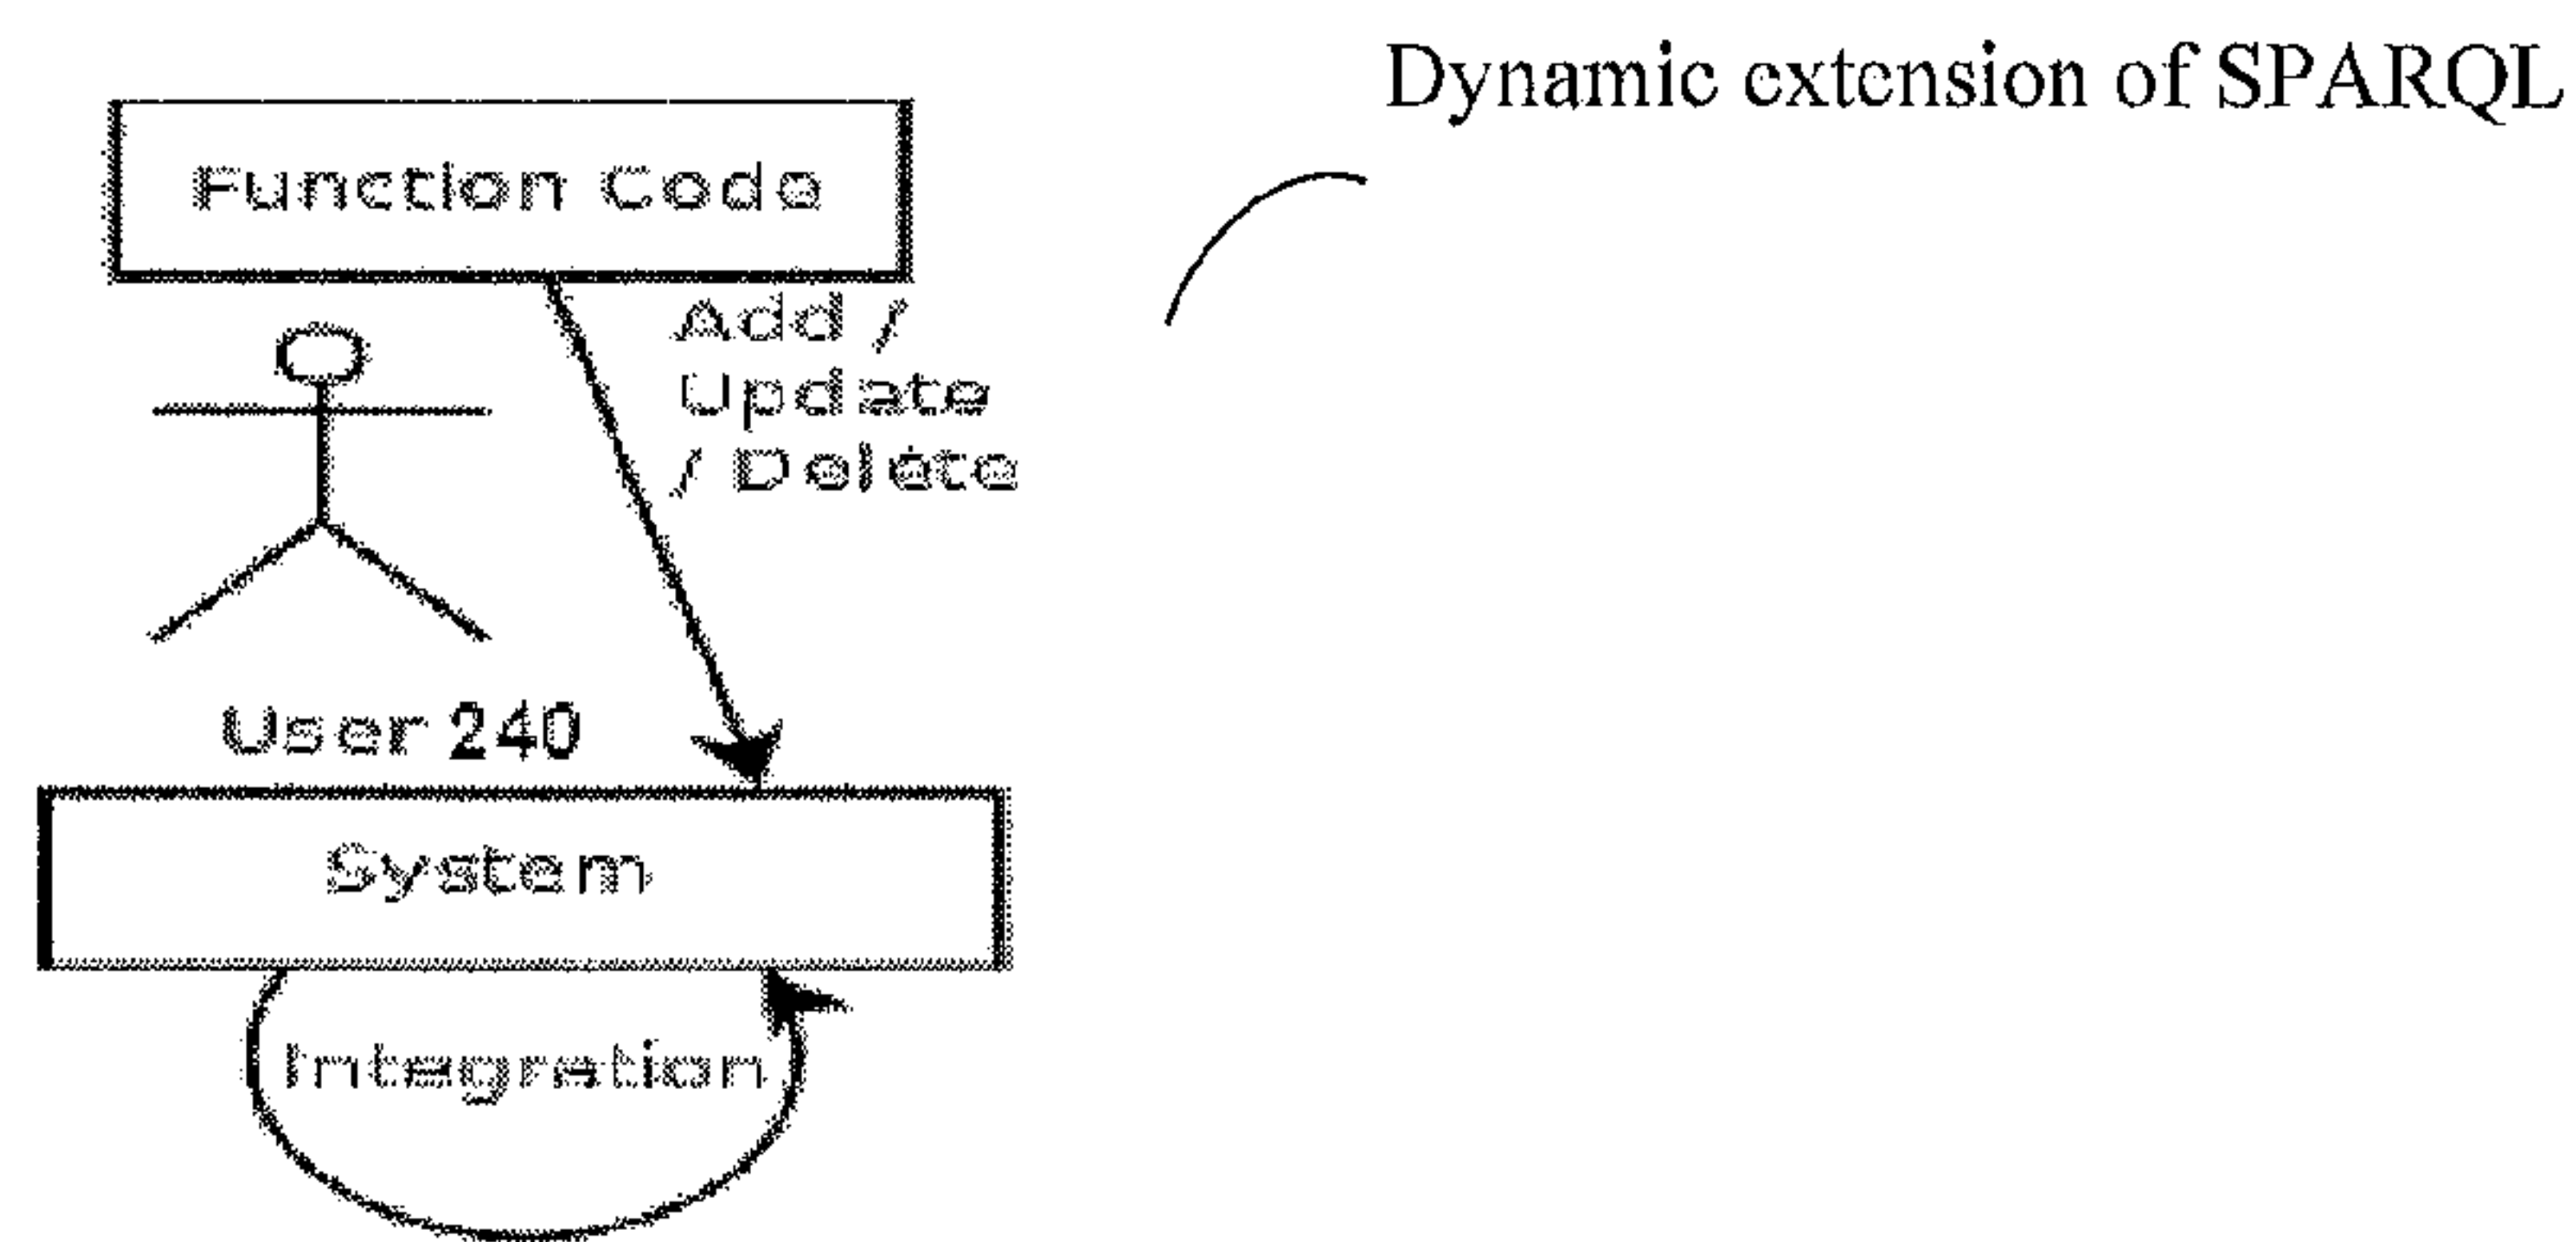 Dynamic extension of SPARQL
Function Code
Add /
Update
/ Delete
User 240
System
Integration